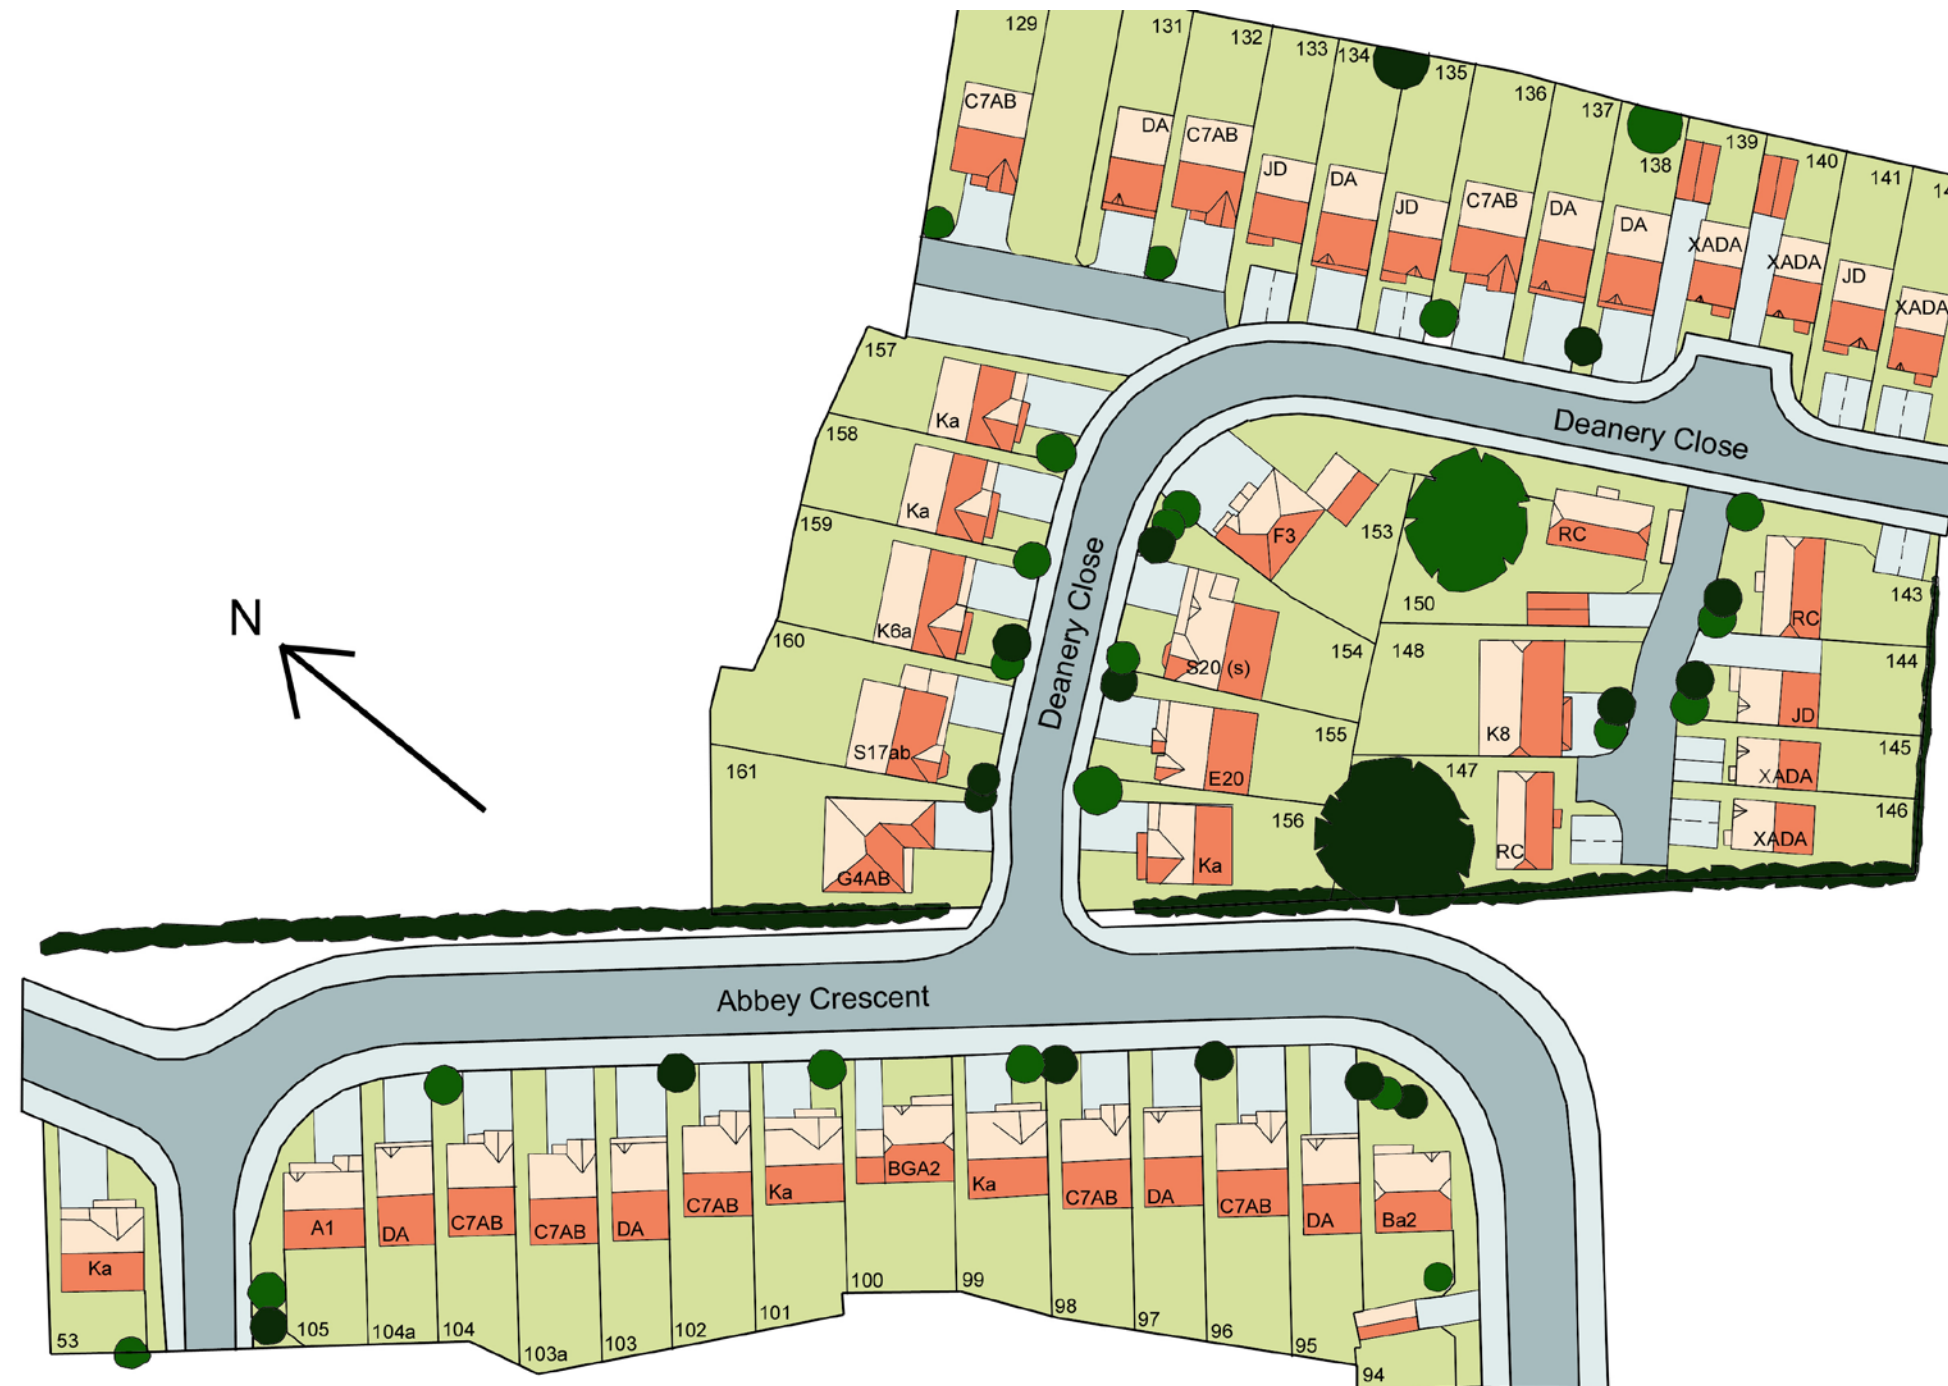 129
131
132
133
134
135
136
137
138
139
140
141
C7AB
DA
C7AB
JD
DA
JD
C7AB
DA
DA
XADA
XADA
JD
XADA
157
Ka
158
Ka
159
K6a
160
S17ab
161
G4AB
Deanery Close
Deanery Close
F3
153
S20 (s)
154
E20
155
Ka
156
RC
150
148
K8
147
RC
RC
143
144
JD
145
XADA
146
XADA
N
Abbey Crescent
Ka
53
A1
105
DA
104a
C7AB
104
C7AB
103a
DA
103
C7AB
102
Ka
101
BGA2
100
Ka
99
C7AB
98
DA
97
C7AB
96
DA
95
Ba2
94